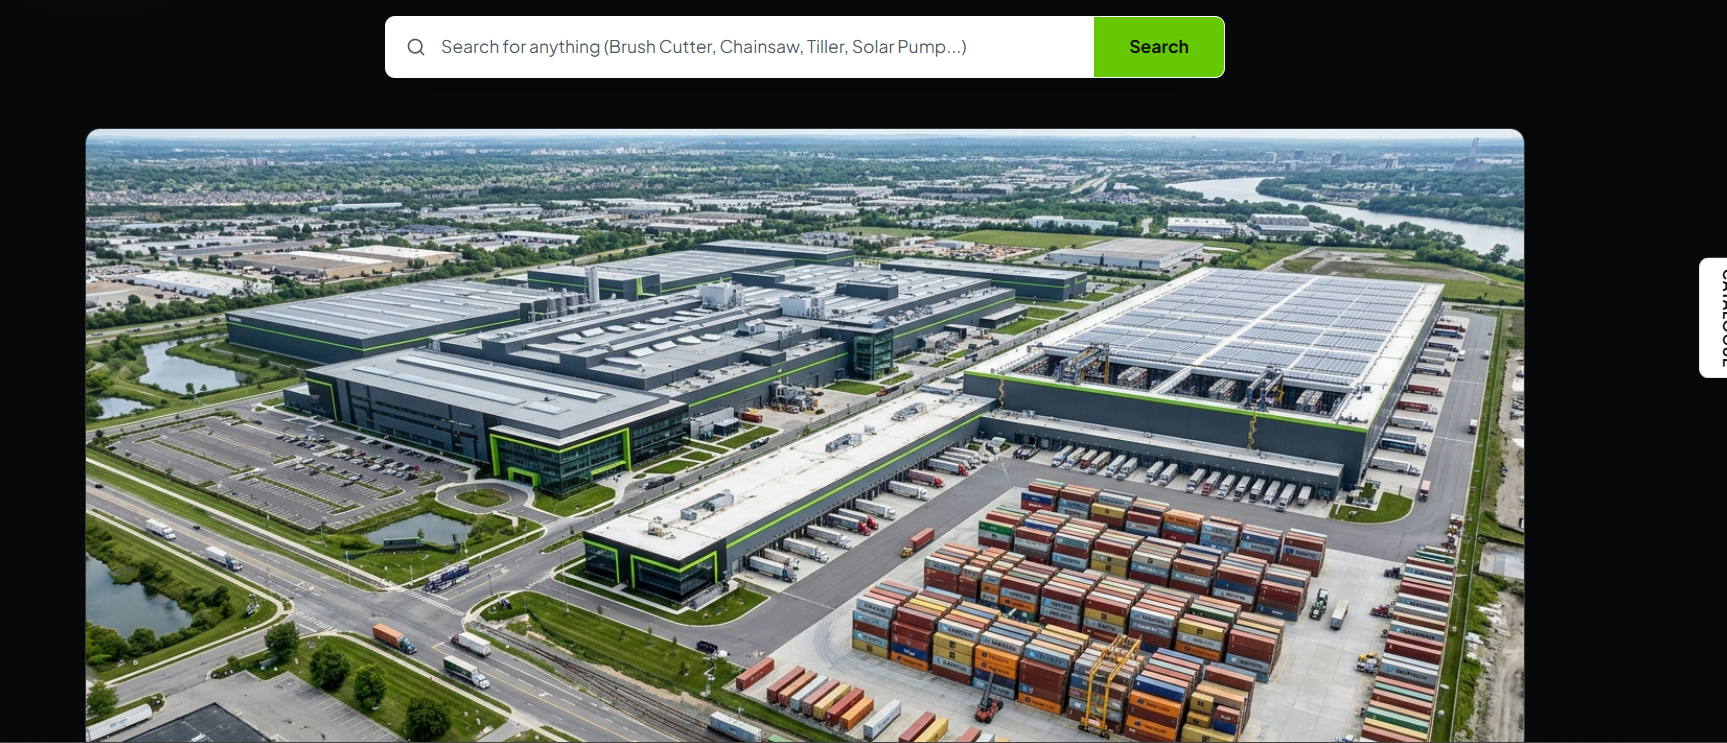 Search for anything (Brush Cutter, Chainsaw, Tiller, Solar Pump...)
Search